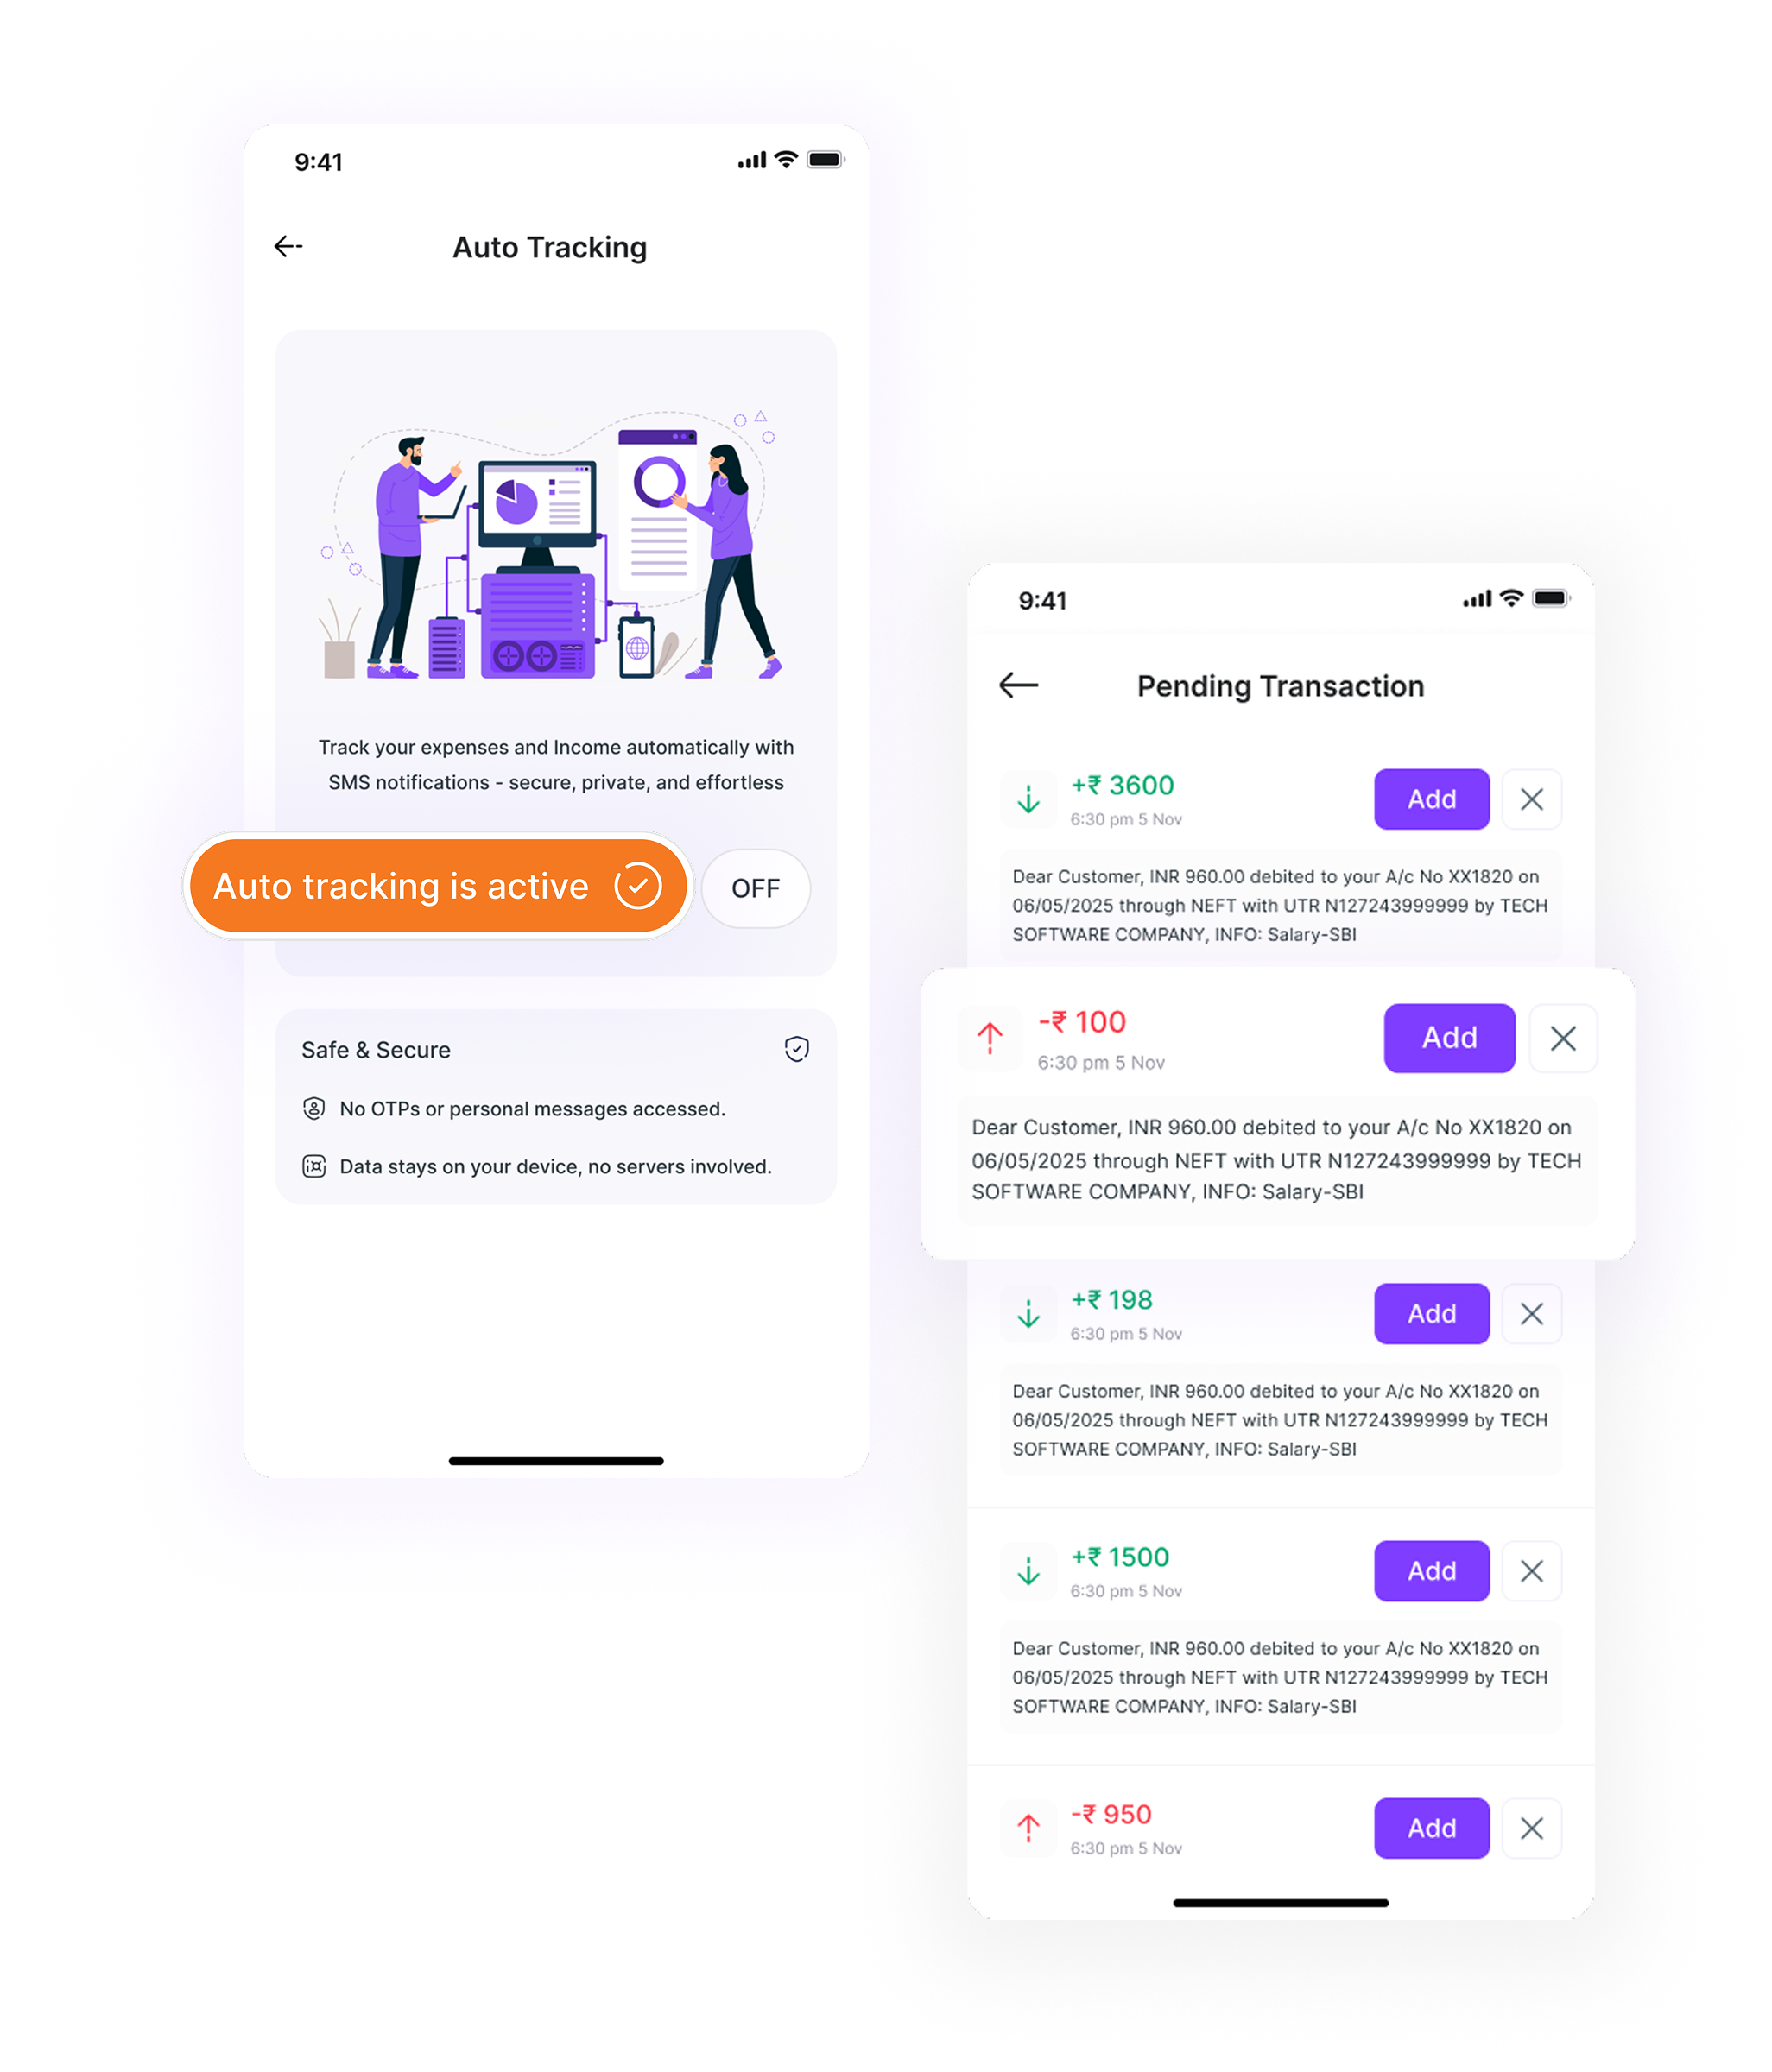 9:41
Auto Tracking
Track your expenses and Income automatically with
SMS notifications - secure, private, and effortless
Auto tracking is active
OFF
Safe & Secure
No OTPs or personal messages accessed.
Data stays on your device, no servers involved.
9:41
Pending Transaction
+₹ 3600
6:30 pm 5 Nov
Add
Dear Customer, INR 960.00 debited to your A/c No XX1820 on
06/05/2025 through NEFT with UTR N127243999999 by TECH
SOFTWARE COMPANY, INFO: Salary-SBI
-₹ 100
6:30 pm 5 Nov
Add
Dear Customer, INR 960.00 debited to your A/c No XX1820 on
06/05/2025 through NEFT with UTR N127243999999 by TECH
SOFTWARE COMPANY, INFO: Salary-SBI
+₹ 198
6:30 pm 5 Nov
Add
Dear Customer, INR 960.00 debited to your A/c No XX1820 on
06/05/2025 through NEFT with UTR N127243999999 by TECH
SOFTWARE COMPANY, INFO: Salary-SBI
+₹ 1500
6:30 pm 5 Nov
Add
Dear Customer, INR 960.00 debited to your A/c No XX1820 on
06/05/2025 through NEFT with UTR N127243999999 by TECH
SOFTWARE COMPANY, INFO: Salary-SBI
-₹ 950
6:30 pm 5 Nov
Add